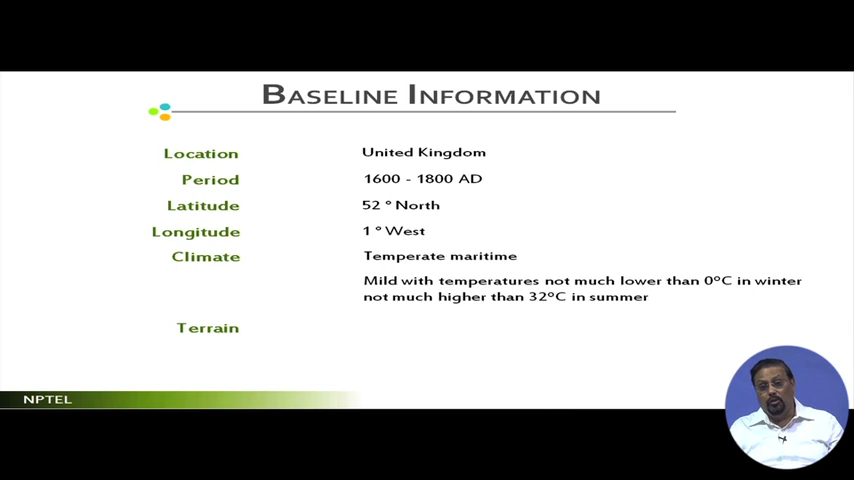 BASELINE INFORMATION
Location United Kingdom
Period 1600 - 1800 AD
Latitude 52 º North
Longitude 1 º West
Climate Temperate maritime
Mild with temperatures not much lower than 0ºC in winter
not much higher than 32ºC in summer
Terrain
NPTEL